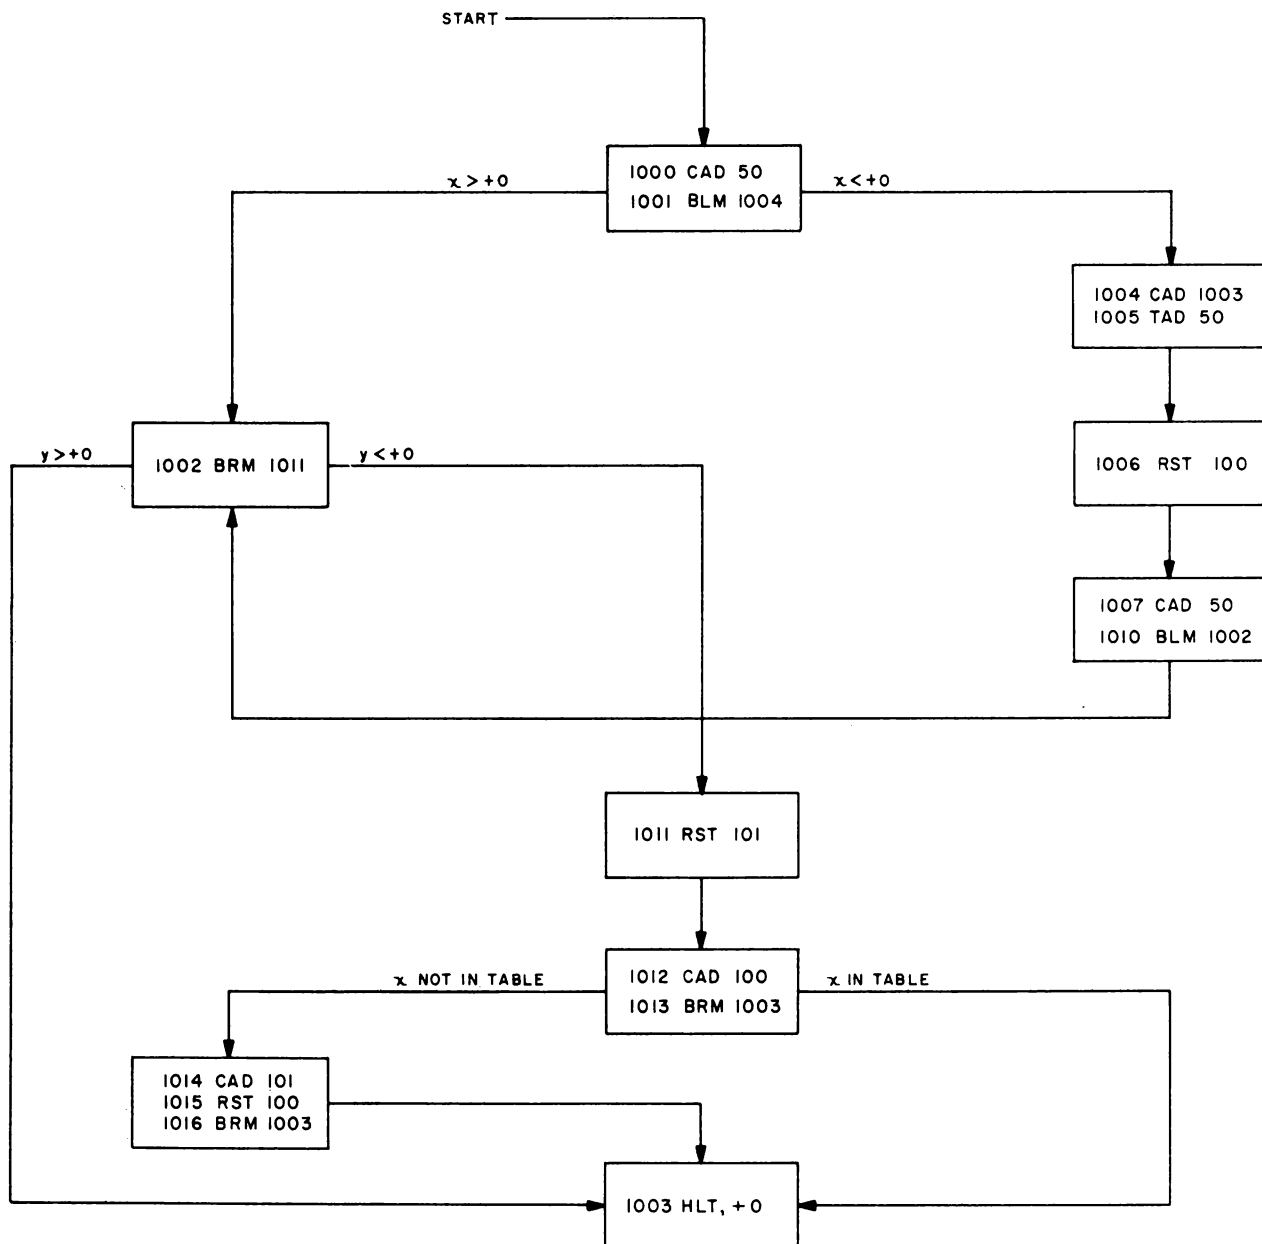 START
1000 CAD 50
1001 BLM 1004
x > +0
x < +0
1004 CAD 1003
1005 TAD 50
1006 RST 100
1007 CAD 50
1010 BLM 1002
y > +0
1002 BRM 1011
y < +0
1011 RST 101
x NOT IN TABLE
1012 CAD 100
1013 BRM 1003
x IN TABLE
1014 CAD 101
1015 RST 100
1016 BRM 1003
1003 HLT, +0